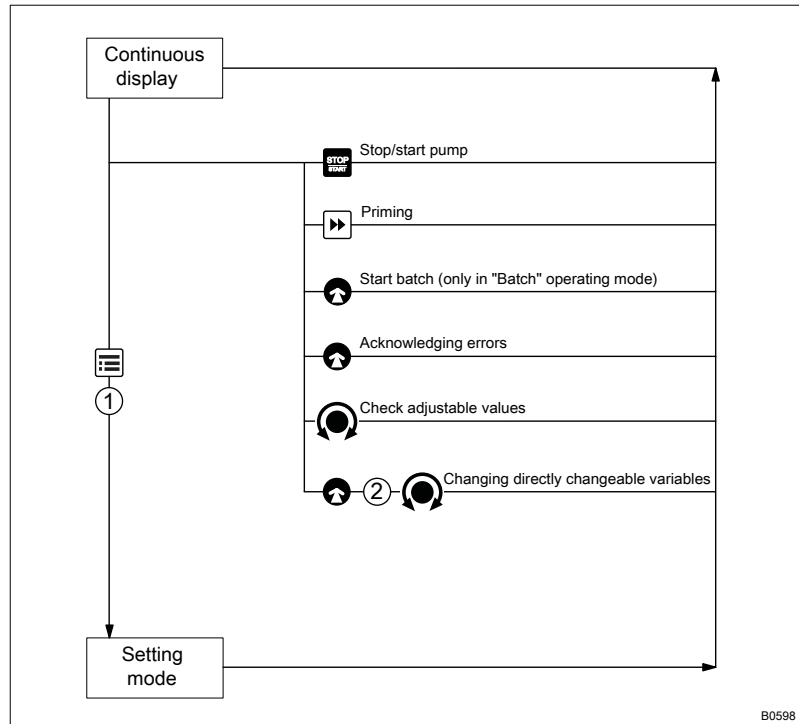 Continuous
display
STOP
START
Stop/start pump
Priming
Start batch (only in "Batch" operating mode)
Acknowledging errors
1
Check adjustable values
2
Changing directly changeable variables
Setting
mode
B0598